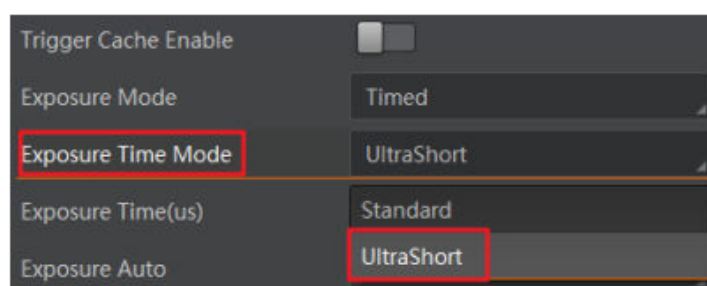 Trigger Cache Enable
Exposure Mode Timed
Exposure Time Mode UltraShort
Exposure Time(us) Standard
Exposure Auto UltraShort